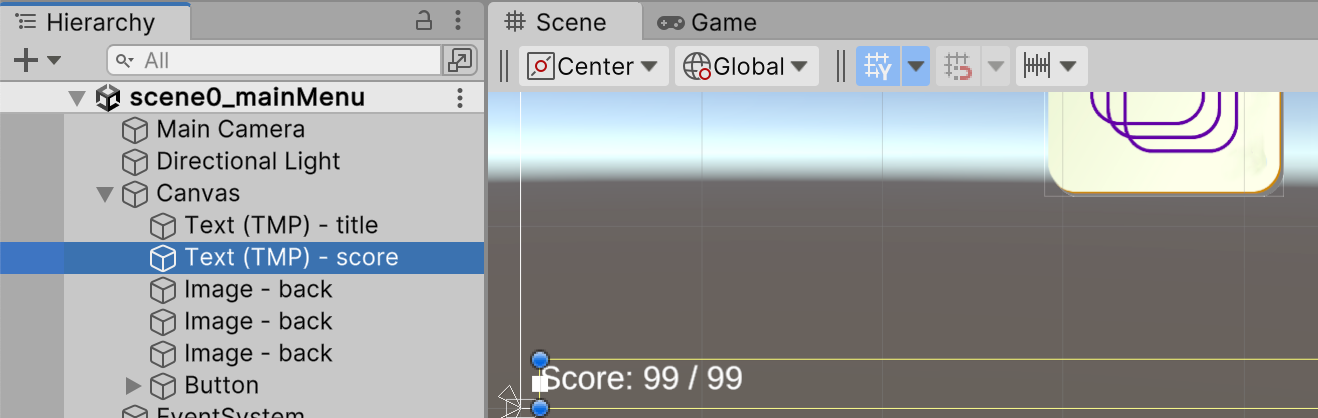 Hierarchy
All
scene0_mainMenu
Main Camera
Directional Light
Canvas
Text (TMP) - title
Text (TMP) - score
Image - back
Image - back
Image - back
Button
EventSystem
Scene
Game
Center
Global
Y
Score: 99 / 99